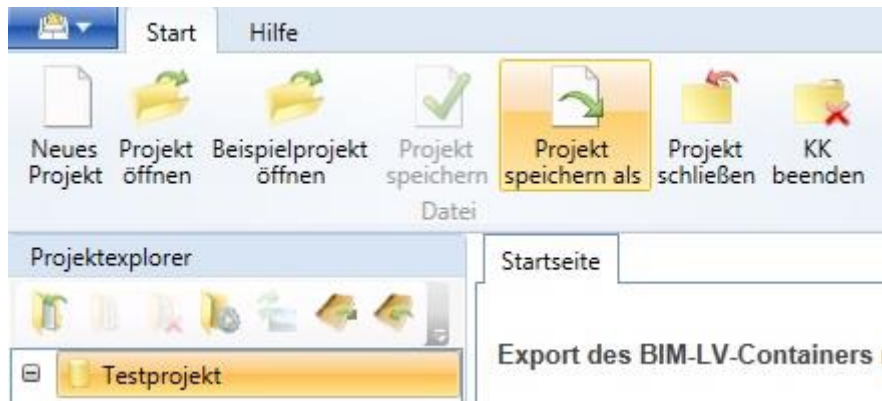 Start Hilfe
Neues Projekt Beispielprojekt Projekt Projekt Projekt KK
Projekt öffnen öffnen speichern speichern als schließen beenden
Datei
Projektexplorer Startseite
Export des BIM-LV-Containers
Testprojekt